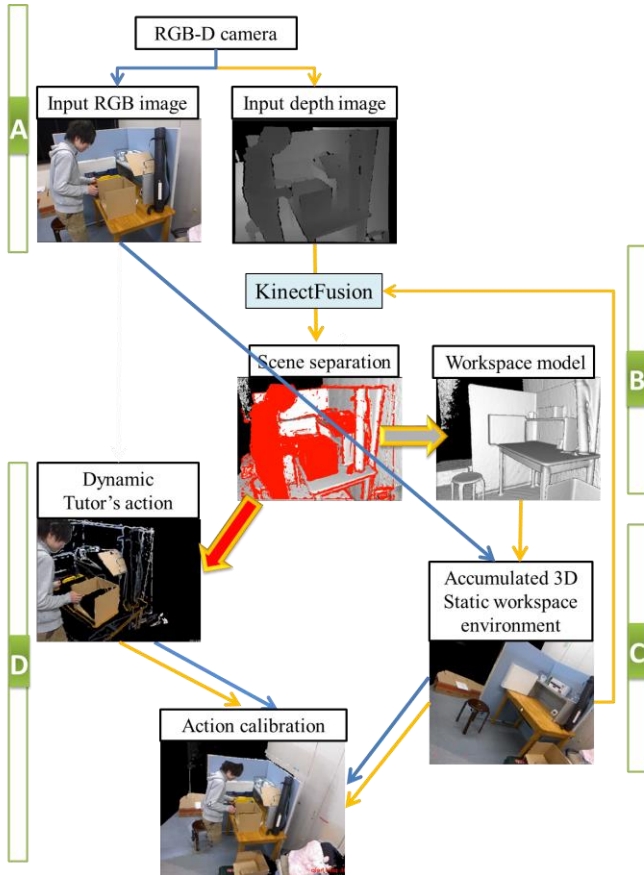 RGB-D camera
Input RGB image
Input depth image
A
KinectFusion
B
Scene separation
Workspace model
Dynamic
Tutor's action
Accumulated 3D
Static workspace
environment
C
D
Action calibration